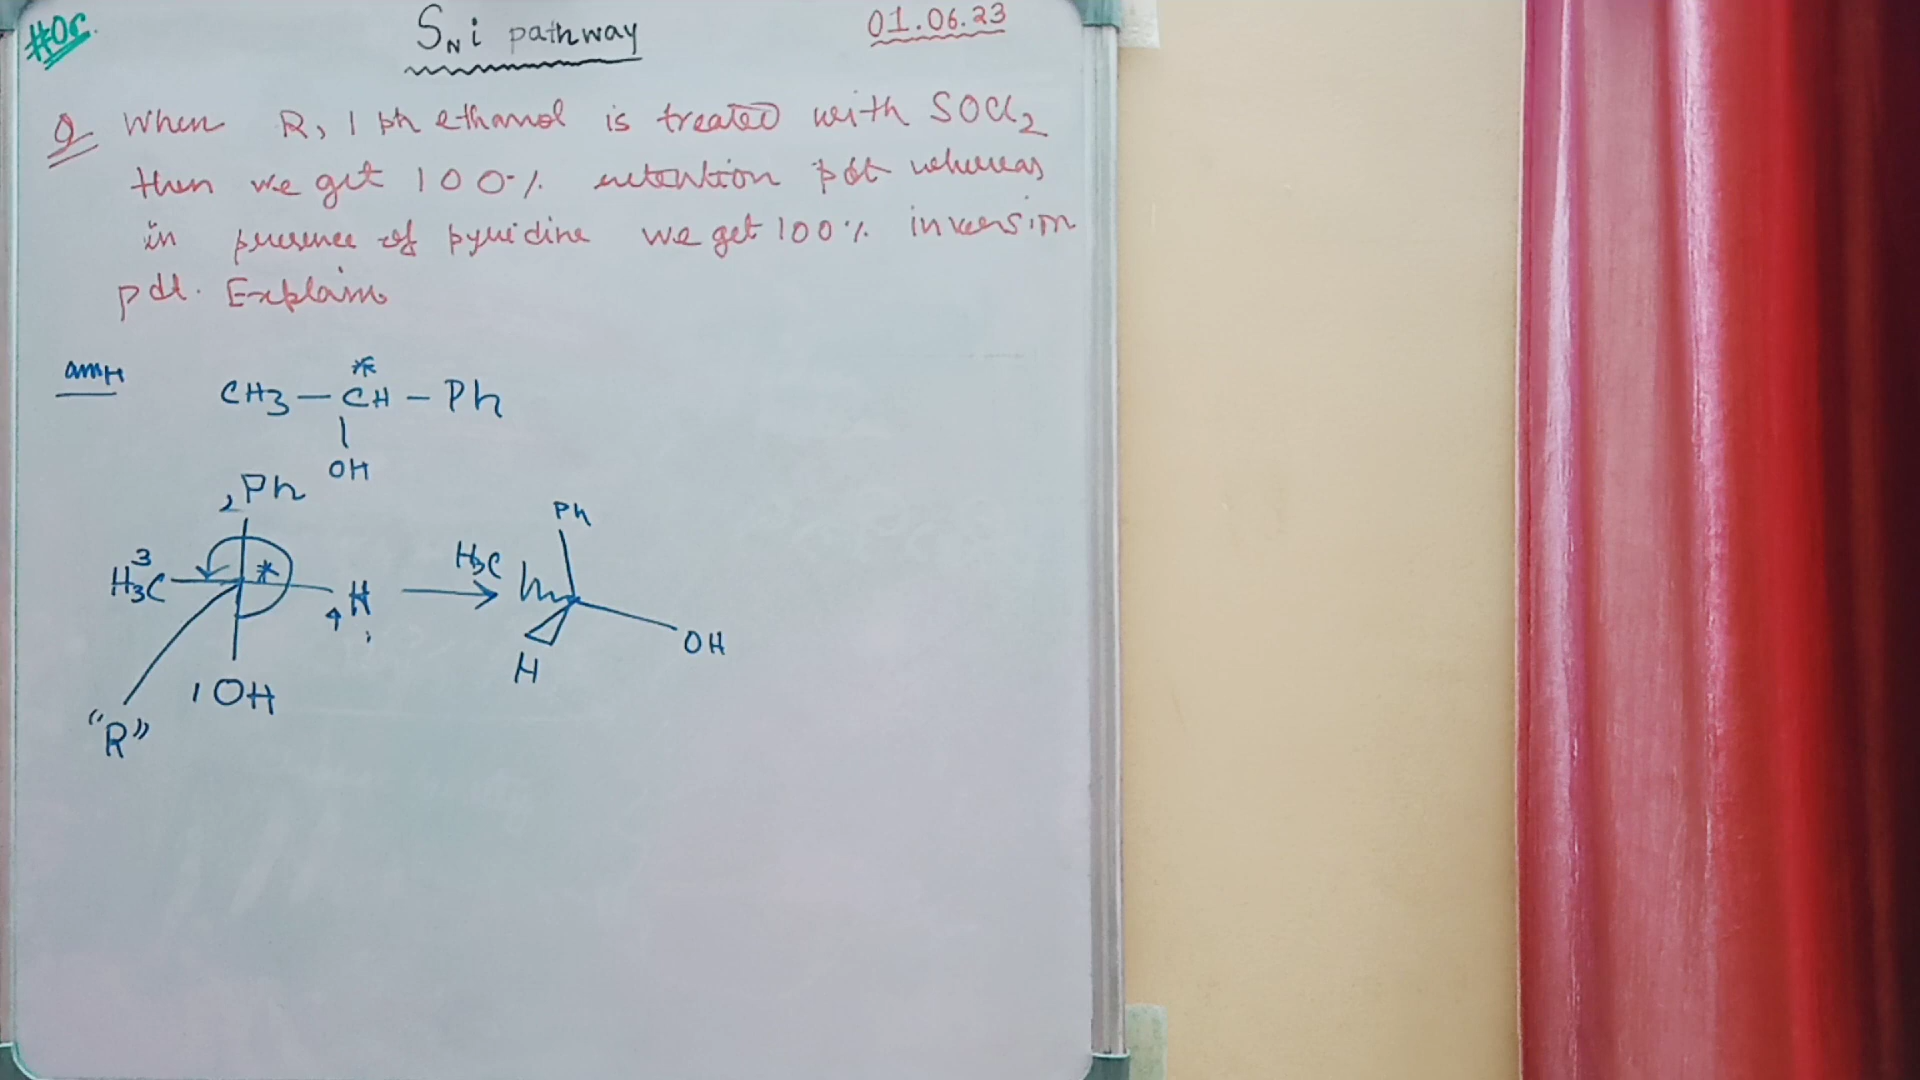 #Oc
SNi pathway
01.06.23
Q When R, 1 ph ethanol is treated with SOCl2
then we get 100% retention pdt whereas
in presence of pyridine we get 100% inversion
pdt. Explain
ans
*
CH3 — CH — Ph
OH
2 Ph
Ph
3
H3C * H
H3C
4
OH
1 OH
H
"R"